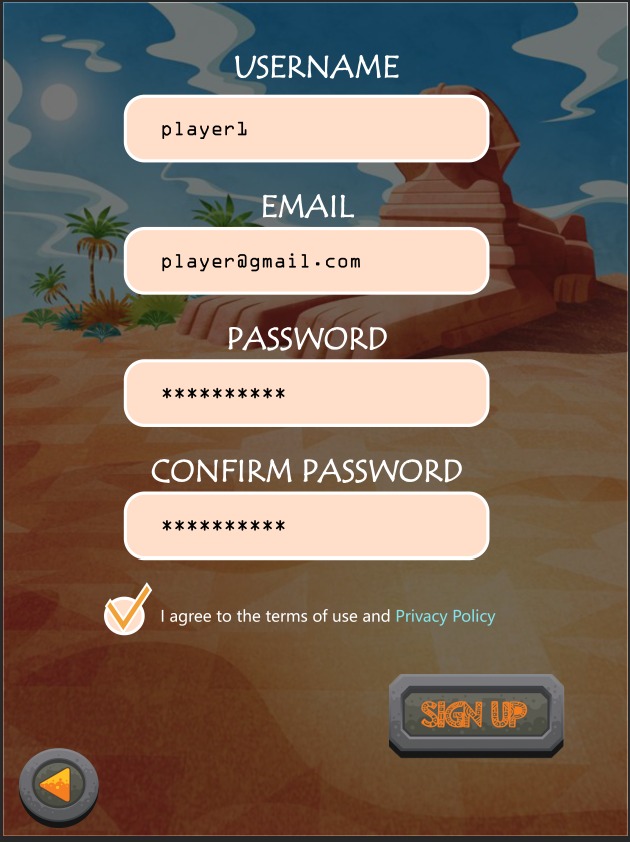 USERNAME
player1
EMAIL
player@gmail.com
PASSWORD
**********
CONFIRM PASSWORD
**********
I agree to the terms of use and Privacy Policy
SIGN UP